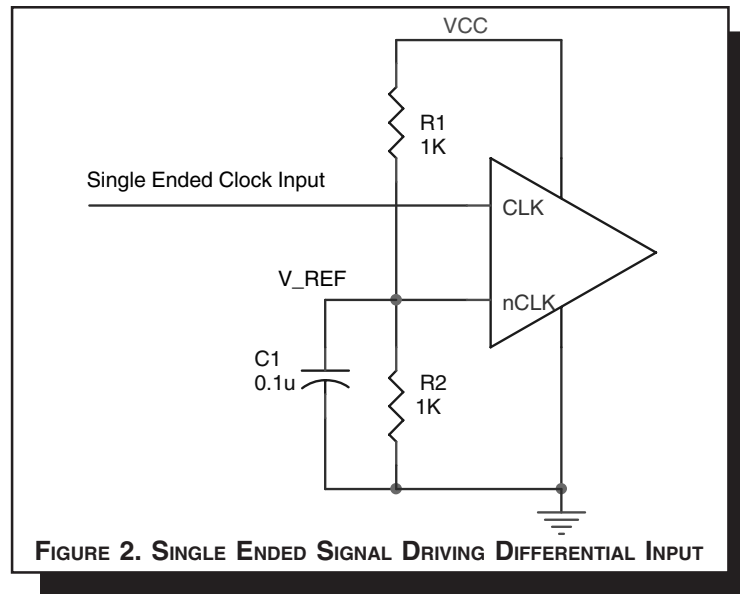 VCC
R1
1K
Single Ended Clock Input
CLK
V_REF
nCLK
C1
0.1u
R2
1K
FIGURE 2. SINGLE ENDED SIGNAL DRIVING DIFFERENTIAL INPUT